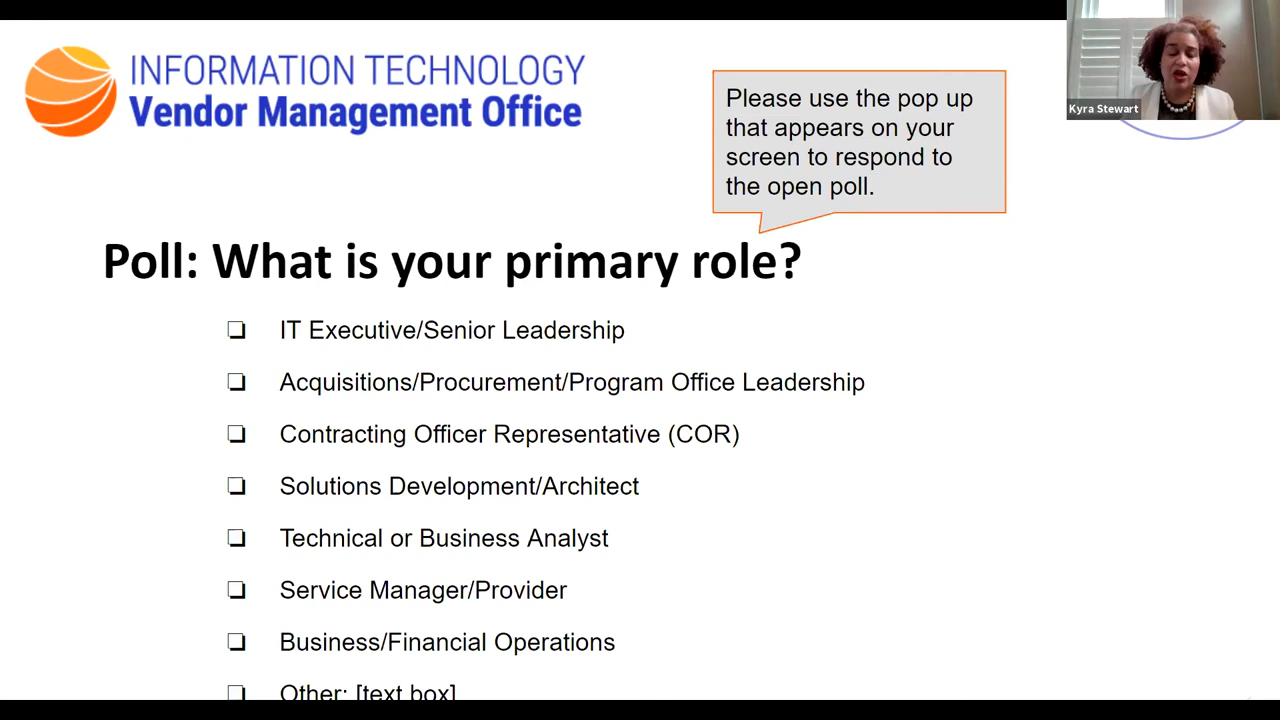 INFORMATION TECHNOLOGY
Vendor Management Office
Please use the pop up
that appears on your
screen to respond to
the open poll.
Kyra Stewart
Poll: What is your primary role?
❏ IT Executive/Senior Leadership
❏ Acquisitions/Procurement/Program Office Leadership
❏ Contracting Officer Representative (COR)
❏ Solutions Development/Architect
❏ Technical or Business Analyst
❏ Service Manager/Provider
❏ Business/Financial Operations
❏ Other: [text box]